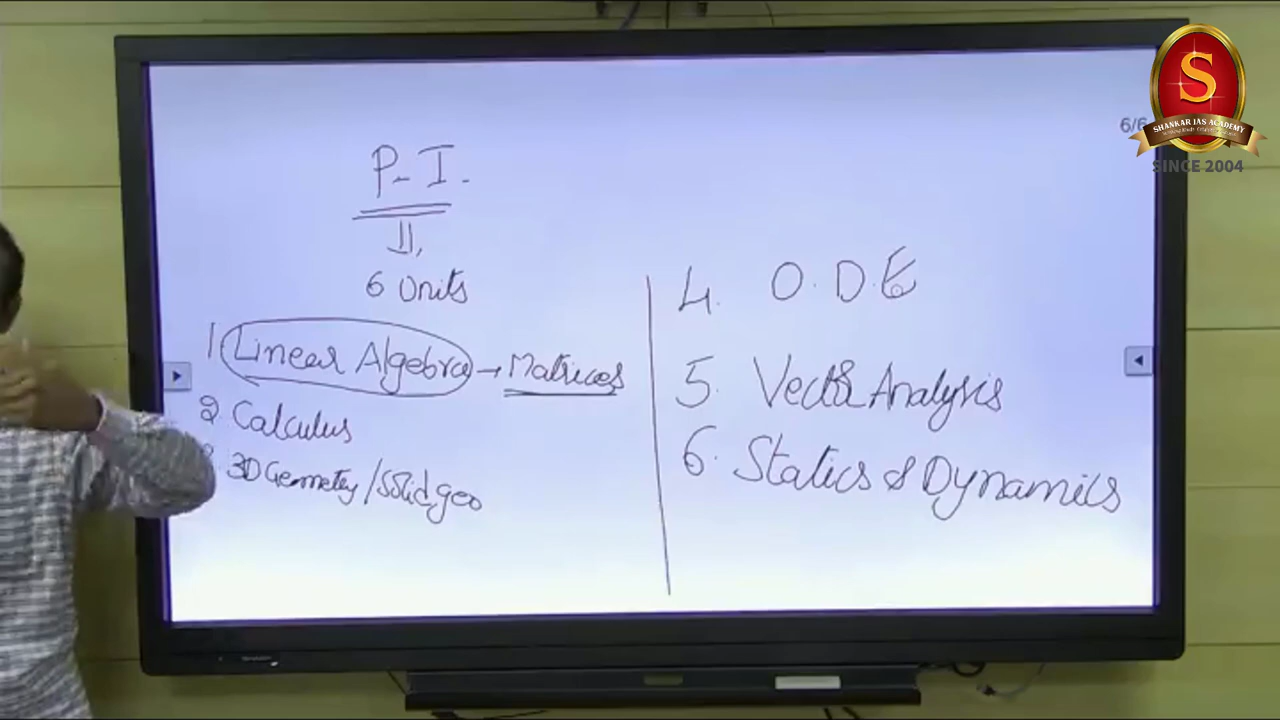 P-I.
6 Units
1 Linear Algebra → Matrices
2. Calculus
3. 3D Geometry / Solid geo
4. O.D.E
5. Vector Analysis
6. Statics & Dynamics
6/6
S
SHANKAR IAS ACADEMY
SINCE 2004